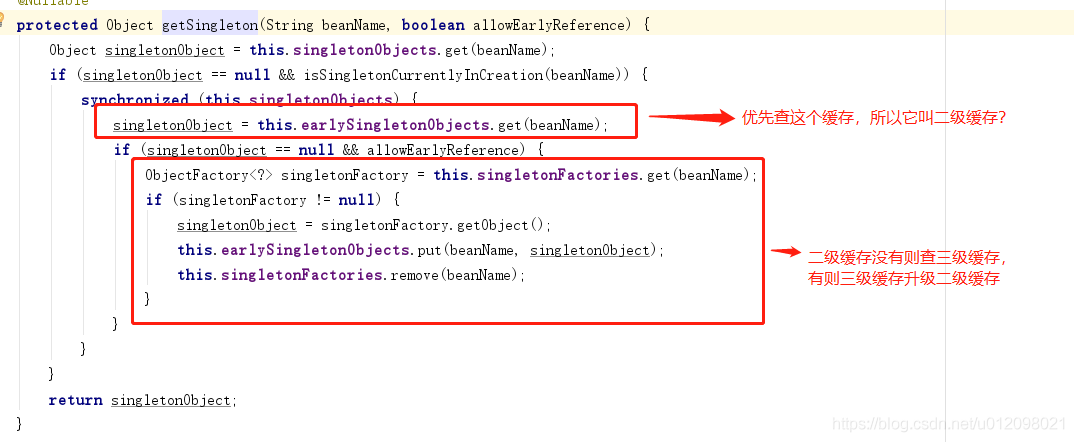 @Nullable
protected Object getSingleton(String beanName, boolean allowEarlyReference) {
Object singletonObject = this.singletonObjects.get(beanName);
if (singletonObject == null && isSingletonCurrentlyInCreation(beanName)) {
synchronized (this.singletonObjects) {
singletonObject = this.earlySingletonObjects.get(beanName);
优先查这个缓存，所以它叫二级缓存？
if (singletonObject == null && allowEarlyReference) {
ObjectFactory<?> singletonFactory = this.singletonFactories.get(beanName);
if (singletonFactory != null) {
singletonObject = singletonFactory.getObject();
this.earlySingletonObjects.put(beanName, singletonObject);
this.singletonFactories.remove(beanName);
}
二级缓存没有则查三级缓存，
有则三级缓存升级二级缓存
}
}
}
return singletonObject;
}
https://blog.csdn.net/u012098021